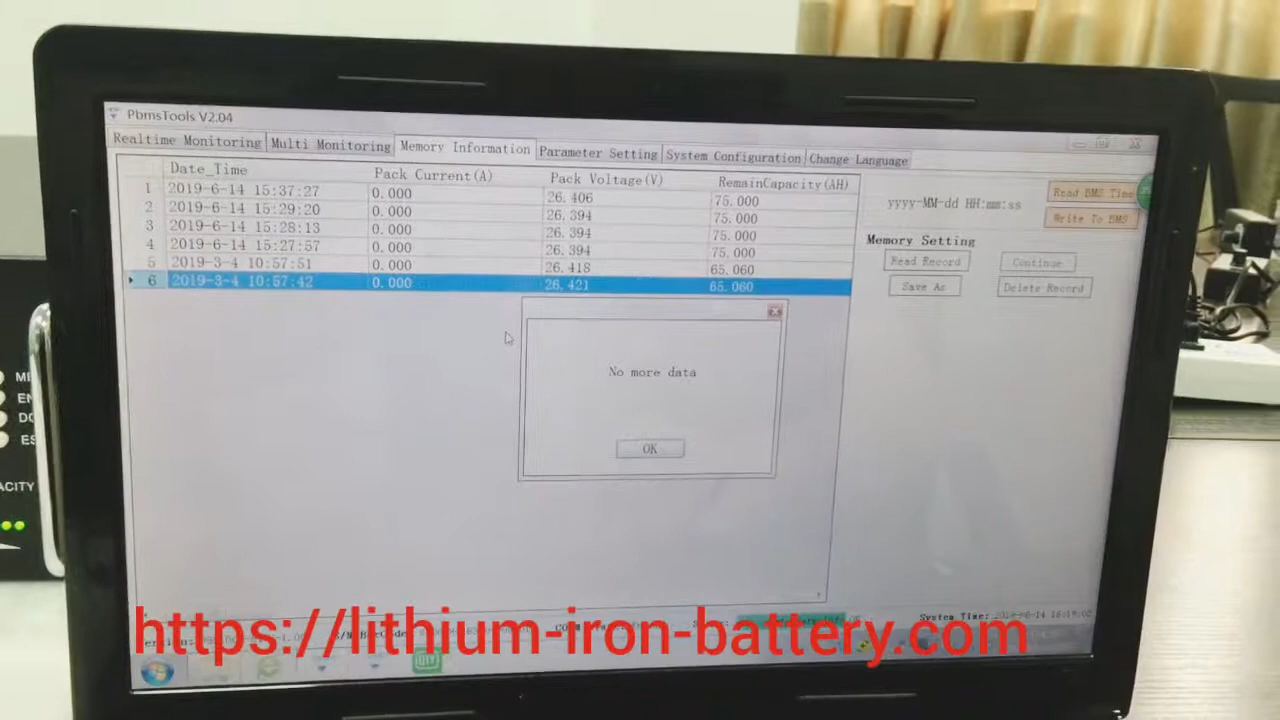 PbmsTools V2.04
Realtime Monitoring Multi Monitoring Memory Information Parameter Setting System Configuration Change Language
Date_Time Pack Current(A) Pack Voltage(V) RemainCapacity(AH)
1 2019-6-14 15:37:27 0.000 26.406 75.000
2 2019-6-14 15:29:20 0.000 26.394 75.000
3 2019-6-14 15:28:13 0.000 26.394 75.000
4 2019-6-14 15:27:57 0.000 26.394 75.000
5 2019-3-4 10:57:51 0.000 26.418 65.060
6 2019-3-4 10:57:42 0.000 26.421 65.060
yyyy-MM-dd HH:mm:ss
Read BMS Time
Write To BMS
Memory Setting
Read Record Continue
Save As Delete Record
No more data
OK
ACITY
System Time:
https://lithium-iron-battery.com